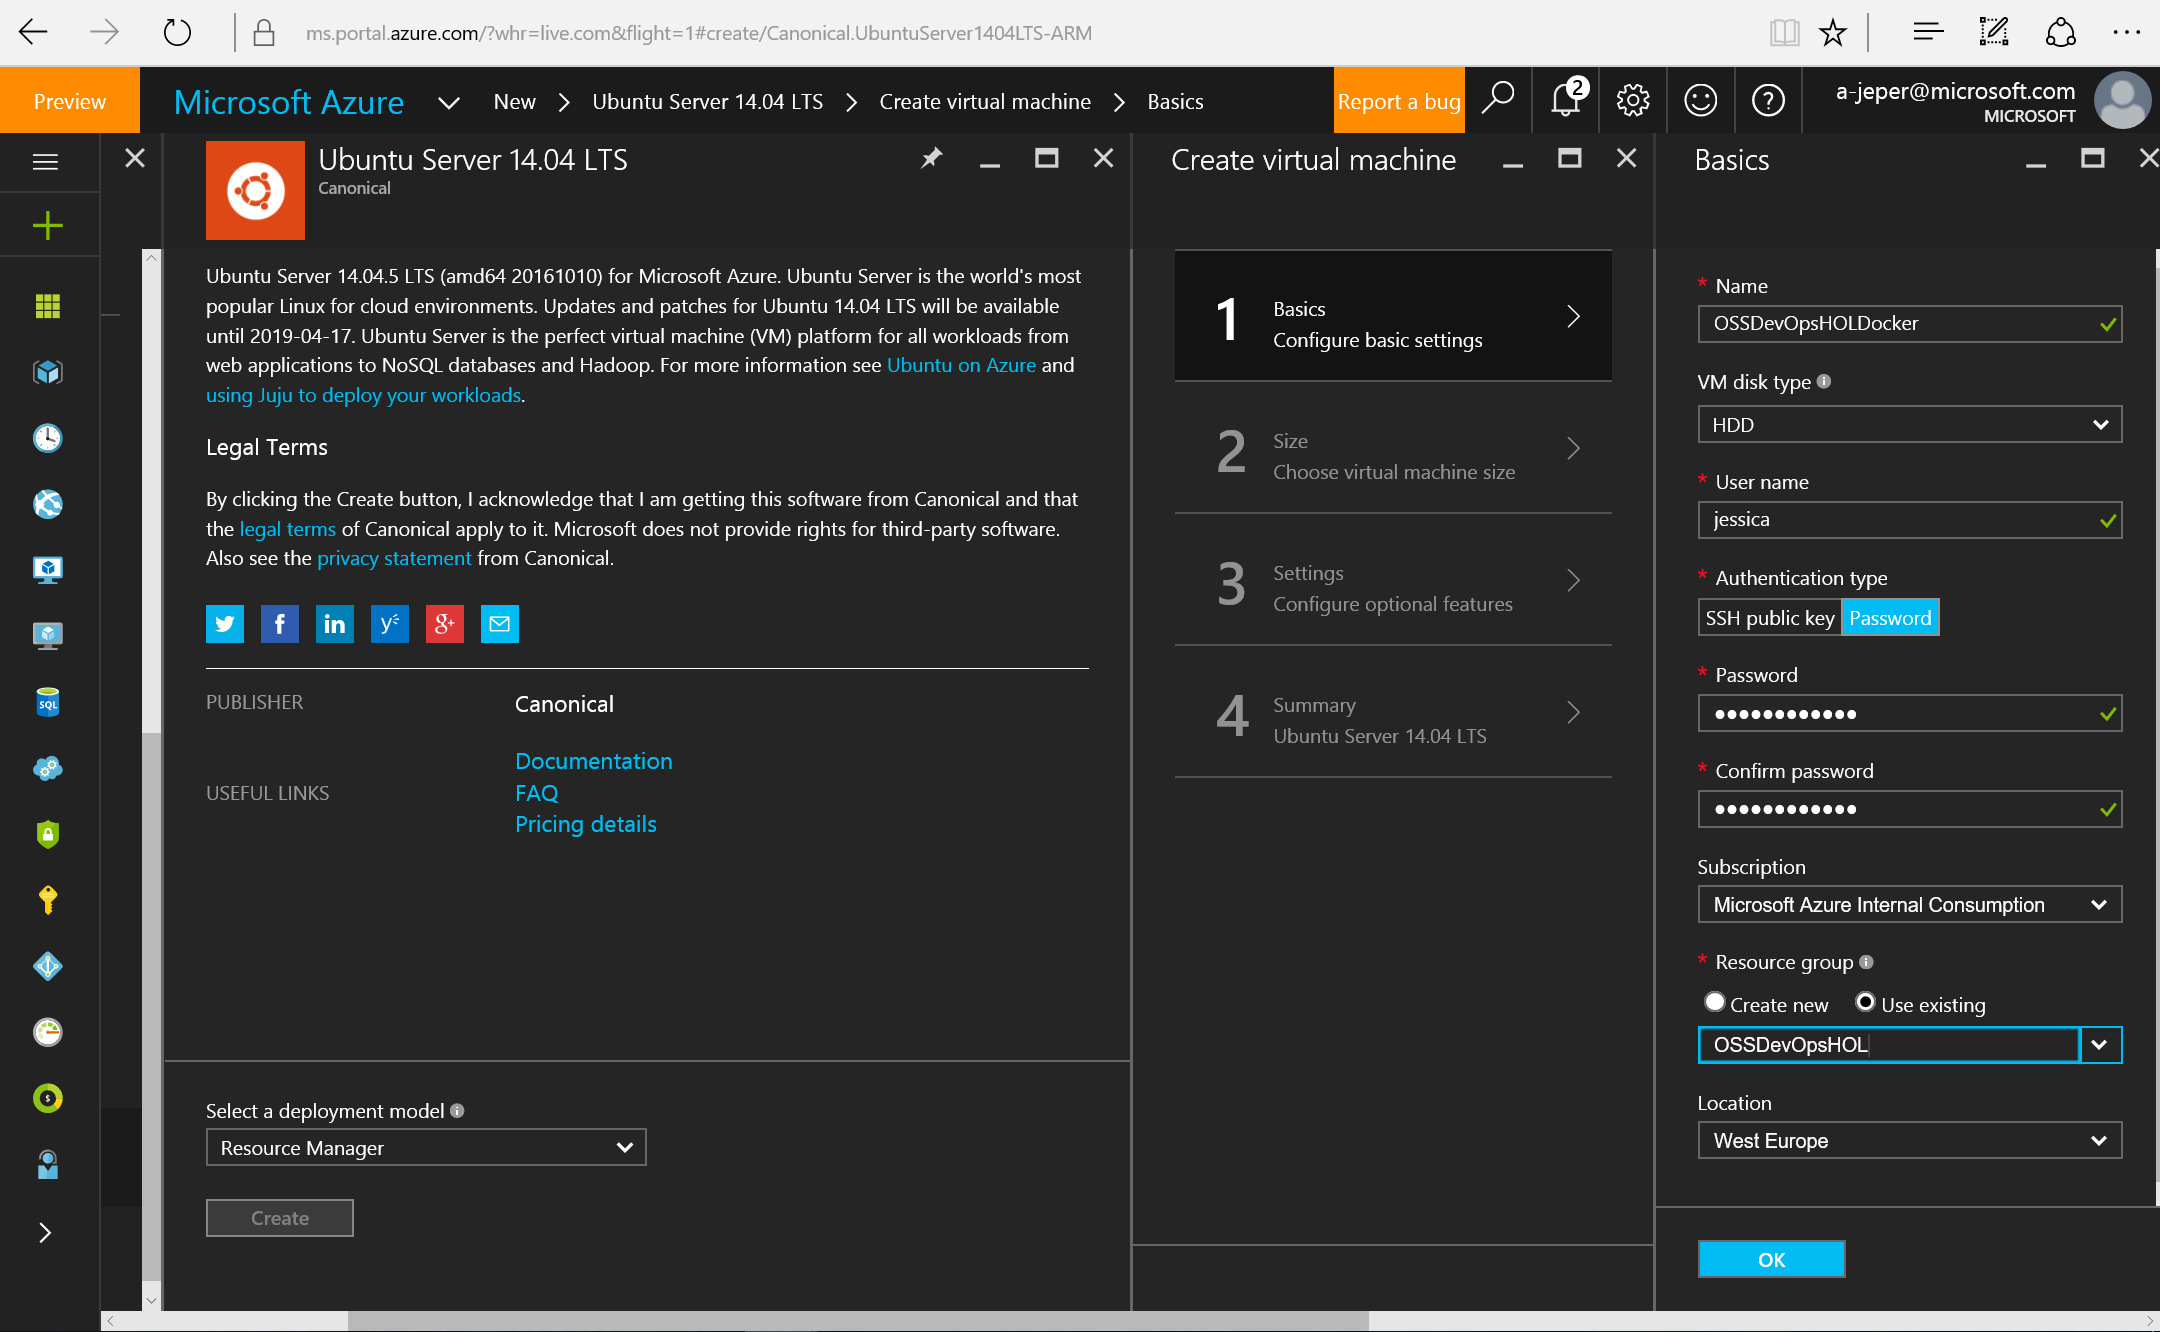 ms.portal.azure.com/?whr=live.com&flight=1#create/Canonical.UbuntuServer1404LTS-ARM
Preview
Microsoft Azure
New
Ubuntu Server 14.04 LTS
Create virtual machine
Basics
Report a bug
2
a-jeper@microsoft.com
MICROSOFT
Ubuntu Server 14.04 LTS
Canonical
Ubuntu Server 14.04.5 LTS (amd64 20161010) for Microsoft Azure. Ubuntu Server is the world's most
popular Linux for cloud environments. Updates and patches for Ubuntu 14.04 LTS will be available
until 2019-04-17. Ubuntu Server is the perfect virtual machine (VM) platform for all workloads from
web applications to NoSQL databases and Hadoop. For more information see Ubuntu on Azure and
using Juju to deploy your workloads.
Legal Terms
By clicking the Create button, I acknowledge that I am getting this software from Canonical and that
the legal terms of Canonical apply to it. Microsoft does not provide rights for third-party software.
Also see the privacy statement from Canonical.
PUBLISHER
Canonical
USEFUL LINKS
Documentation
FAQ
Pricing details
Select a deployment model
Resource Manager
Create
Create virtual machine
1
Basics
Configure basic settings
2
Size
Choose virtual machine size
3
Settings
Configure optional features
4
Summary
Ubuntu Server 14.04 LTS
Basics
* Name
OSSDevOpsHOLDocker
VM disk type
HDD
* User name
jessica
* Authentication type
SSH public key
Password
* Password
●●●●●●●●●●●●
* Confirm password
●●●●●●●●●●●●
Subscription
Microsoft Azure Internal Consumption
* Resource group
Create new
Use existing
OSSDevOpsHOL
Location
West Europe
OK
SQL